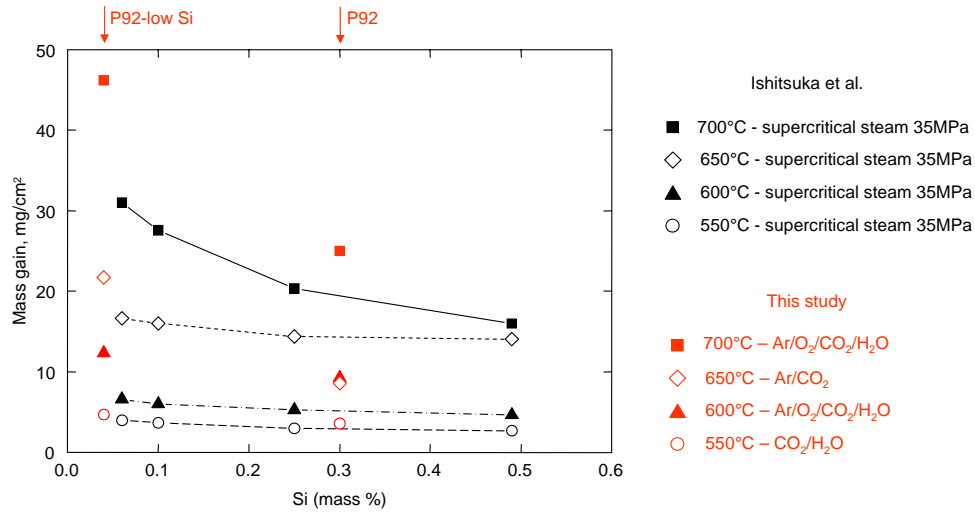 P92-low Si
P92
50
40
30
20
10
0
Mass gain, mg/cm²
0.0
0.1
0.2
0.3
0.4
0.5
0.6
Si (mass %)
Ishitsuka et al.
700°C - supercritical steam 35MPa
650°C - supercritical steam 35MPa
600°C - supercritical steam 35MPa
550°C - supercritical steam 35MPa
This study
700°C – Ar/O₂/CO₂/H₂O
650°C – Ar/CO₂
600°C – Ar/O₂/CO₂/H₂O
550°C – CO₂/H₂O